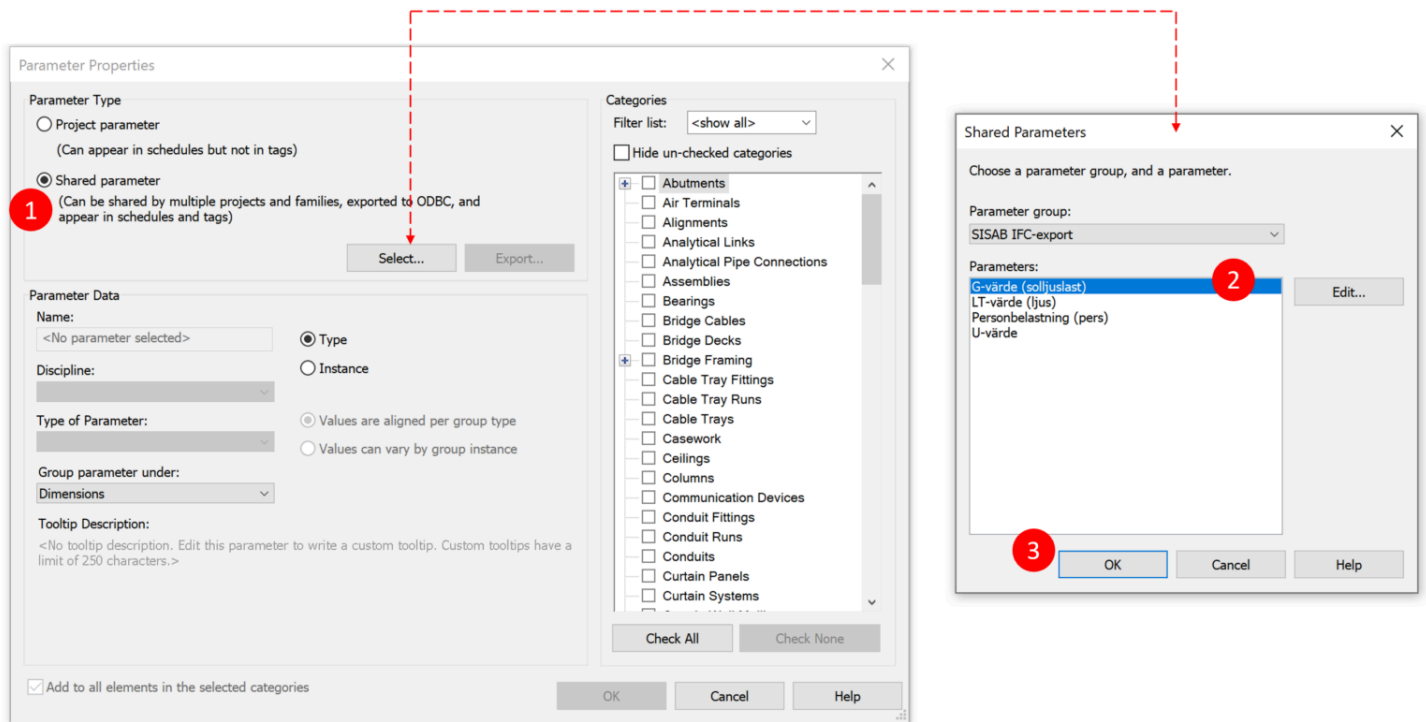 Parameter Properties
Parameter Type
Project parameter
(Can appear in schedules but not in tags)
Shared parameter
1
(Can be shared by multiple projects and families, exported to ODBC, and
appear in schedules and tags)
Select...
Export...
Parameter Data
Name:
<No parameter selected>
Discipline:
Type of Parameter:
Group parameter under:
Dimensions
Type
Instance
Values are aligned per group type
Values can vary by group instance
Tooltip Description:
<No tooltip description. Edit this parameter to write a custom tooltip. Custom tooltips have a
limit of 250 characters.>
Add to all elements in the selected categories
Categories
Filter list:
<show all>
Hide un-checked categories
Abutments
Air Terminals
Alignments
Analytical Links
Analytical Pipe Connections
Assemblies
Bearings
Bridge Cables
Bridge Decks
Bridge Framing
Cable Tray Fittings
Cable Tray Runs
Cable Trays
Casework
Ceilings
Columns
Communication Devices
Conduit Fittings
Conduit Runs
Conduits
Curtain Panels
Curtain Systems
Check All
Check None
OK
Cancel
Help
Shared Parameters
Choose a parameter group, and a parameter.
Parameter group:
SISAB IFC-export
Parameters:
G-värde (solljuslast)
2
LT-värde (ljus)
Personbelastning (pers)
U-värde
Edit...
3
OK
Cancel
Help